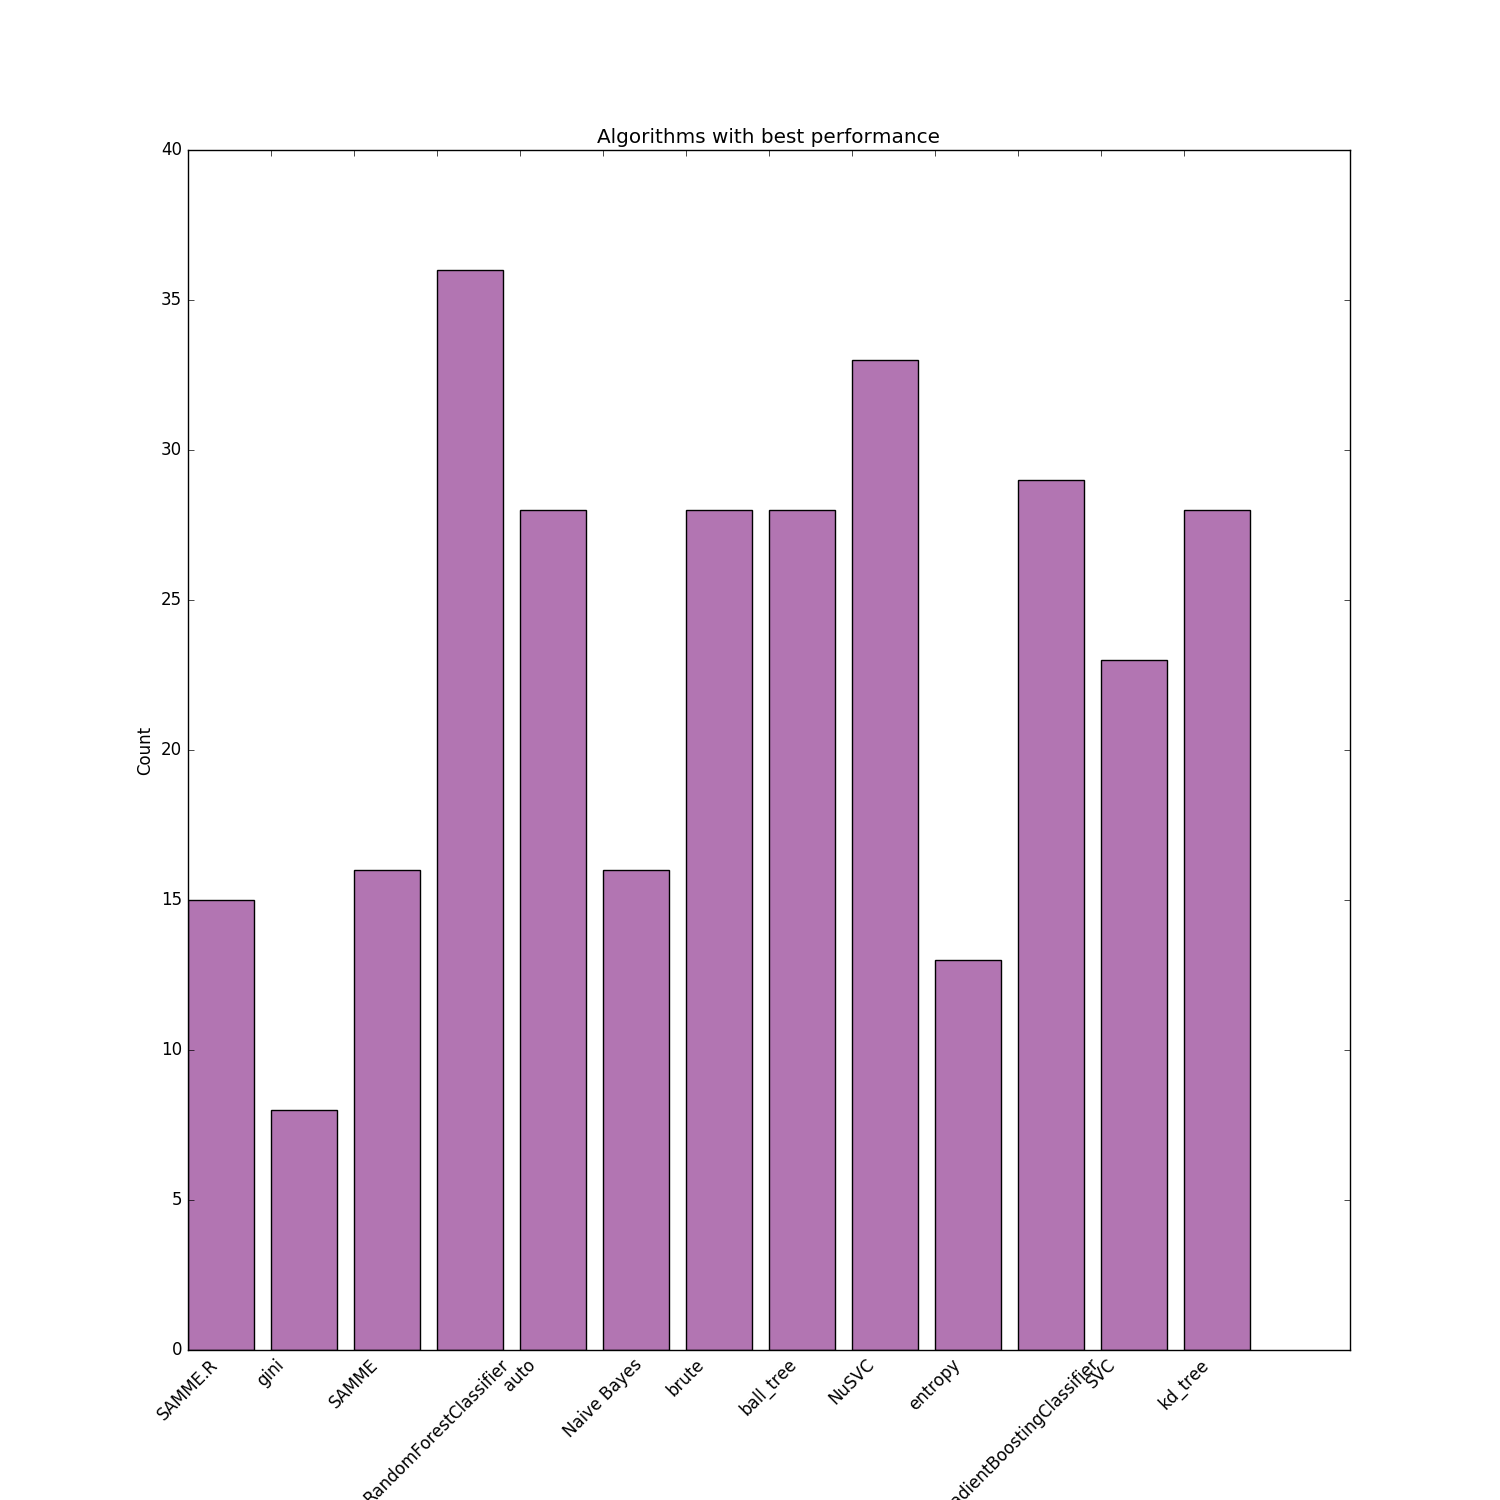 Algorithms with best performance
40
35
30
25
20
15
10
5
0
Count
SAMME.R
gini
SAMME
RandomForestClassifier
auto
Naive Bayes
brute
ball_tree
NuSVC
entropy
edientBoostingClassifier
SVC
kd_tree